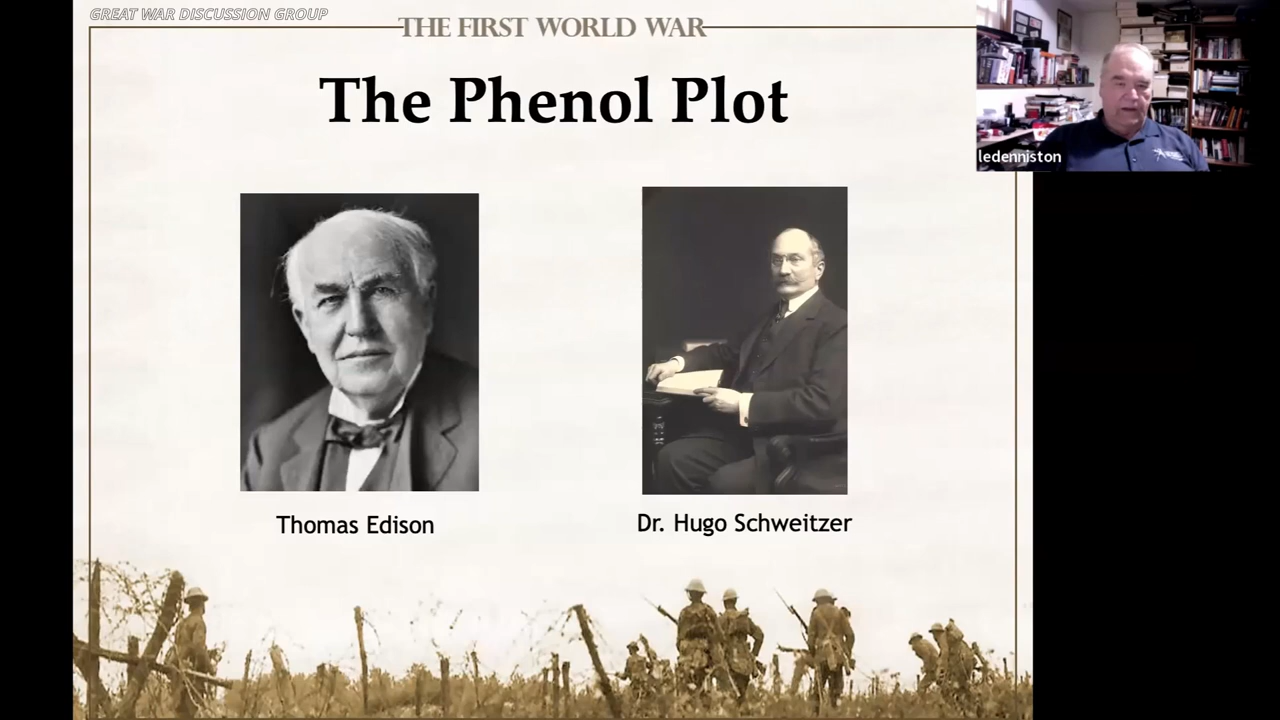 GREAT WAR DISCUSSION GROUP
THE FIRST WORLD WAR
The Phenol Plot
ledenniston
Thomas Edison
Dr. Hugo Schweitzer